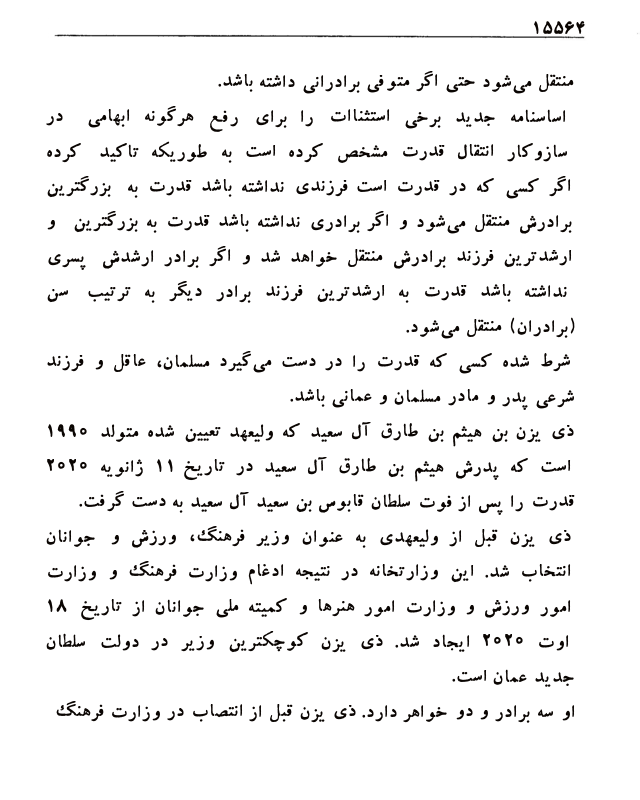 ۱۵۵۶۴
منتقل می‌شود حتی اگر متوفی برادرانی داشته باشد.
اساسنامه جدید برخی استثناات را برای رفع هرگونه ابهامی در
سازوکار انتقال قدرت مشخص کرده است به طوریکه تاکید کرده
اگر کسی که در قدرت است فرزندی نداشته باشد قدرت به بزرگترین
برادرش منتقل می‌شود و اگر برادری نداشته باشد قدرت به بزرگترین و
ارشدترین فرزند برادرش منتقل خواهد شد و اگر برادر ارشدش پسری
نداشته باشد قدرت به ارشدترین فرزند برادر دیگر به ترتیب سن
(برادران) منتقل می‌شود.
شرط شده کسی که قدرت را در دست می‌گیرد مسلمان، عاقل و فرزند
شرعی پدر و مادر مسلمان و عمانی باشد.
ذی یزن بن هیثم بن طارق آل سعید که ولیعهد تعیین شده متولد ۱۹۹۰
است که پدرش هیثم بن طارق آل سعید در تاریخ ۱۱ ژانویه ۲۰۲۰
قدرت را پس از فوت سلطان قابوس بن سعید آل سعید به دست گرفت.
ذی یزن قبل از ولیعهدی به عنوان وزیر فرهنگ، ورزش و جوانان
انتخاب شد. این وزارتخانه در نتیجه ادغام وزارت فرهنگ و وزارت
امور ورزش و وزارت امور هنرها و کمیته ملی جوانان از تاریخ ۱۸
اوت ۲۰۲۰ ایجاد شد. ذی یزن کوچکترین وزیر در دولت سلطان
جدید عمان است.
او سه برادر و دو خواهر دارد. ذی یزن قبل از انتصاب در وزارت فرهنگ